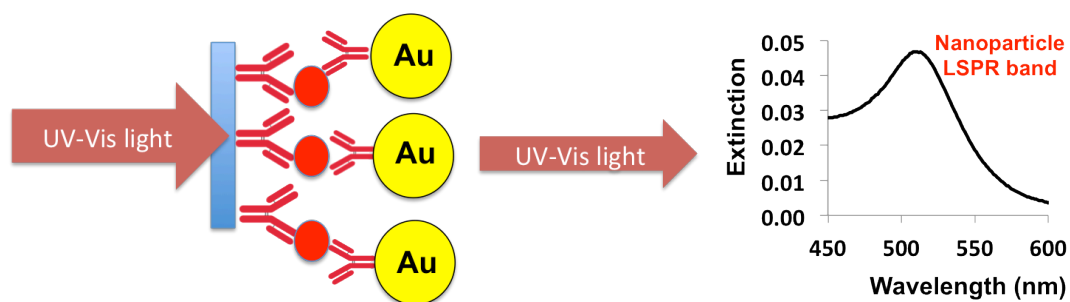 UV-Vis light
Au
Au
Au
UV-Vis light
Nanoparticle
LSPR band
Extinction
0.05
0.04
0.03
0.02
0.01
0.00
450 500 550 600
Wavelength (nm)